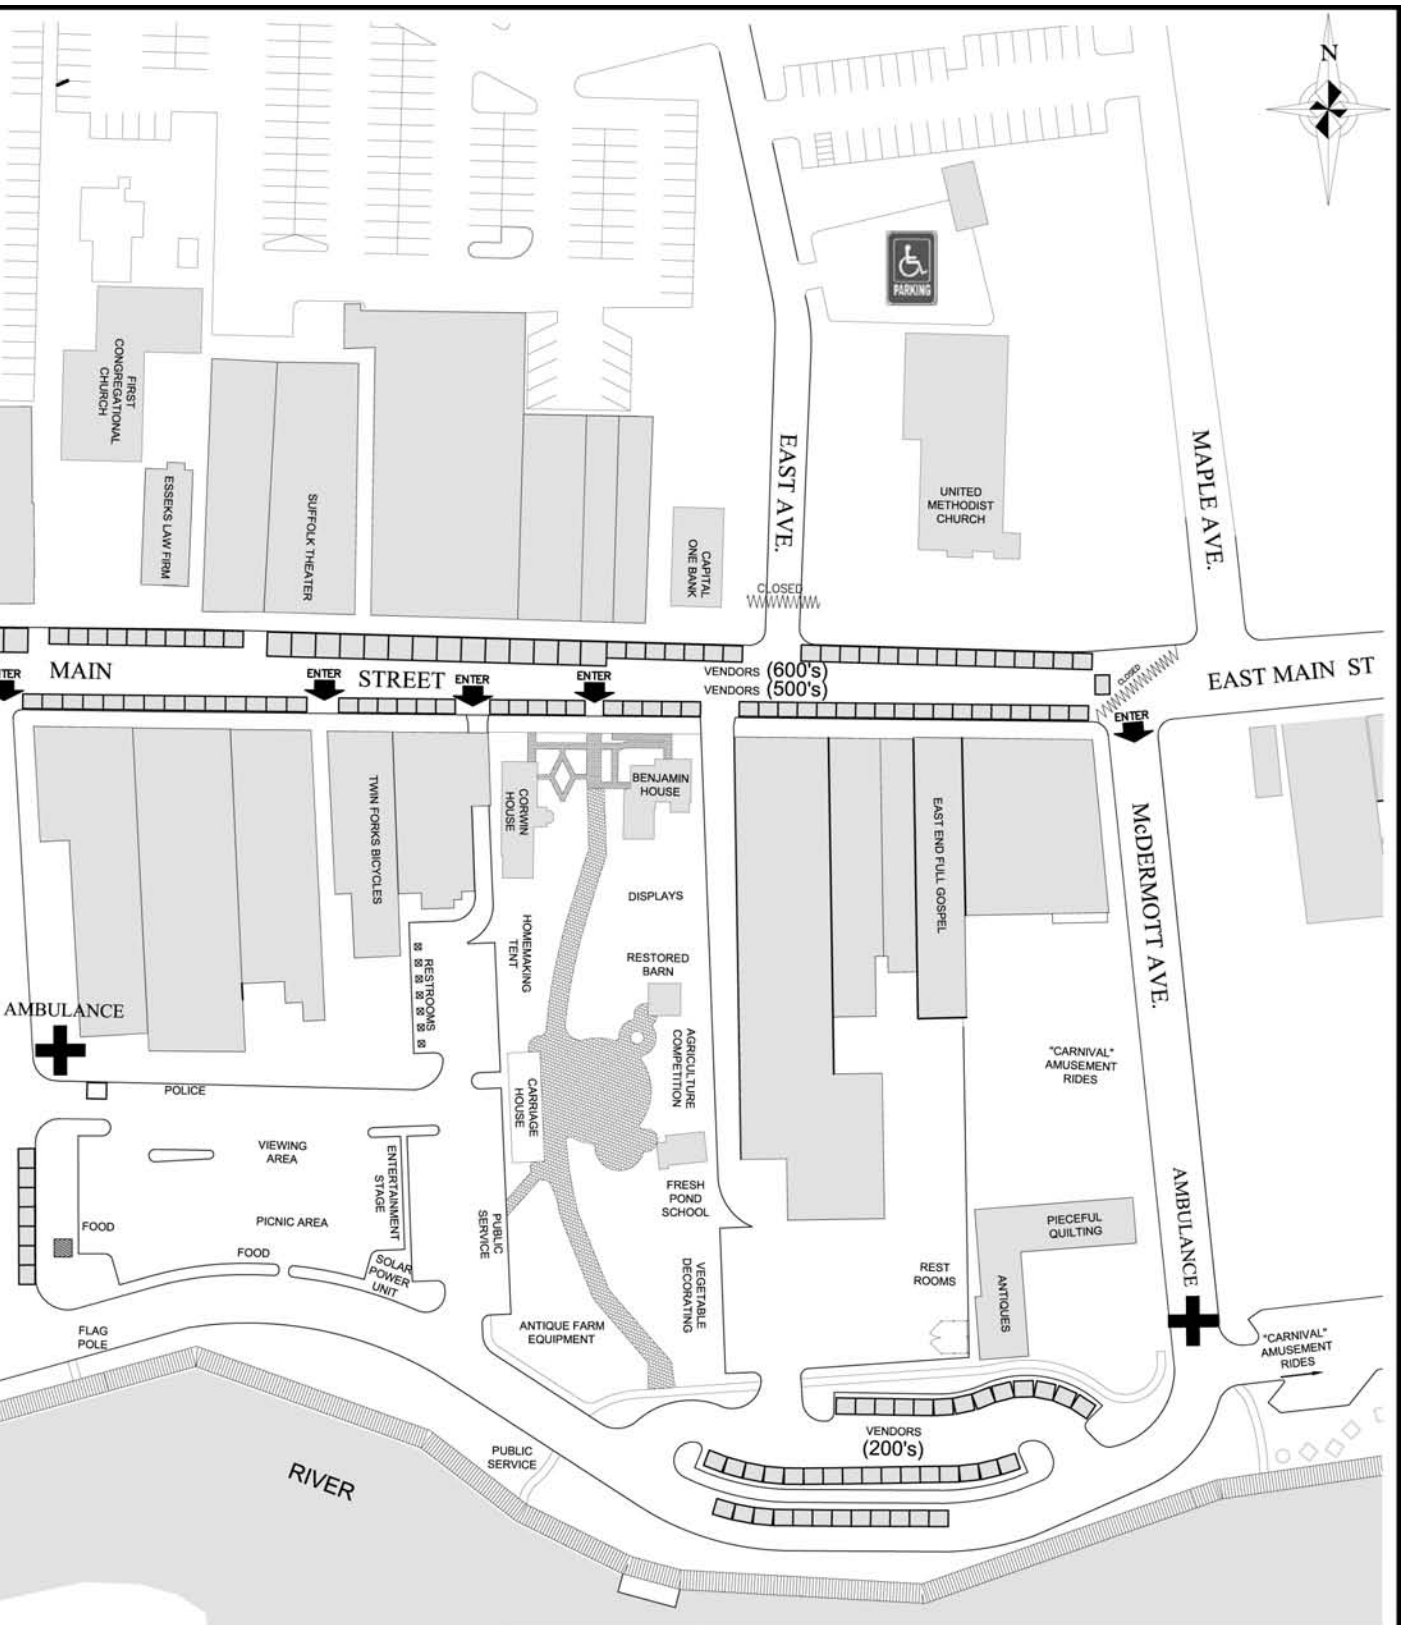 N
PARKING
FIRST
CONGREGATIONAL
CHURCH
ESSEKS LAW FIRM
SUFFOLK THEATER
CAPITAL
ONE BANK
EAST AVE.
CLOSED
UNITED
METHODIST
CHURCH
MAPLE AVE.
MAIN
STREET
VENDORS (600's)
VENDORS (500's)
CLOSED
EAST MAIN ST
TER
ENTER
ENTER
ENTER
ENTER
TWIN FORKS BICYCLES
CORWIN
HOUSE
BENJAMIN
HOUSE
EAST END FULL GOSPEL
McDERMOTT AVE.
DISPLAYS
HOMEMAKING
TENT
RESTORED
BARN
RESTROOMS
AMBULANCE
AGRICULTURE
COMPETITION
"CARNIVAL"
AMUSEMENT
RIDES
POLICE
CARRIAGE
HOUSE
VIEWING
AREA
ENTERTAINMENT
STAGE
FRESH
POND
SCHOOL
AMBULANCE
FOOD
PICNIC AREA
PUBLIC
SERVICE
PIECEFUL
QUILTING
FOOD
SOLAR
POWER
UNIT
VEGETABLE
DECORATING
REST
ROOMS
ANTIQUES
FLAG
POLE
ANTIQUE FARM
EQUIPMENT
"CARNIVAL"
AMUSEMENT
RIDES
VENDORS
(200's)
PUBLIC
SERVICE
RIVER